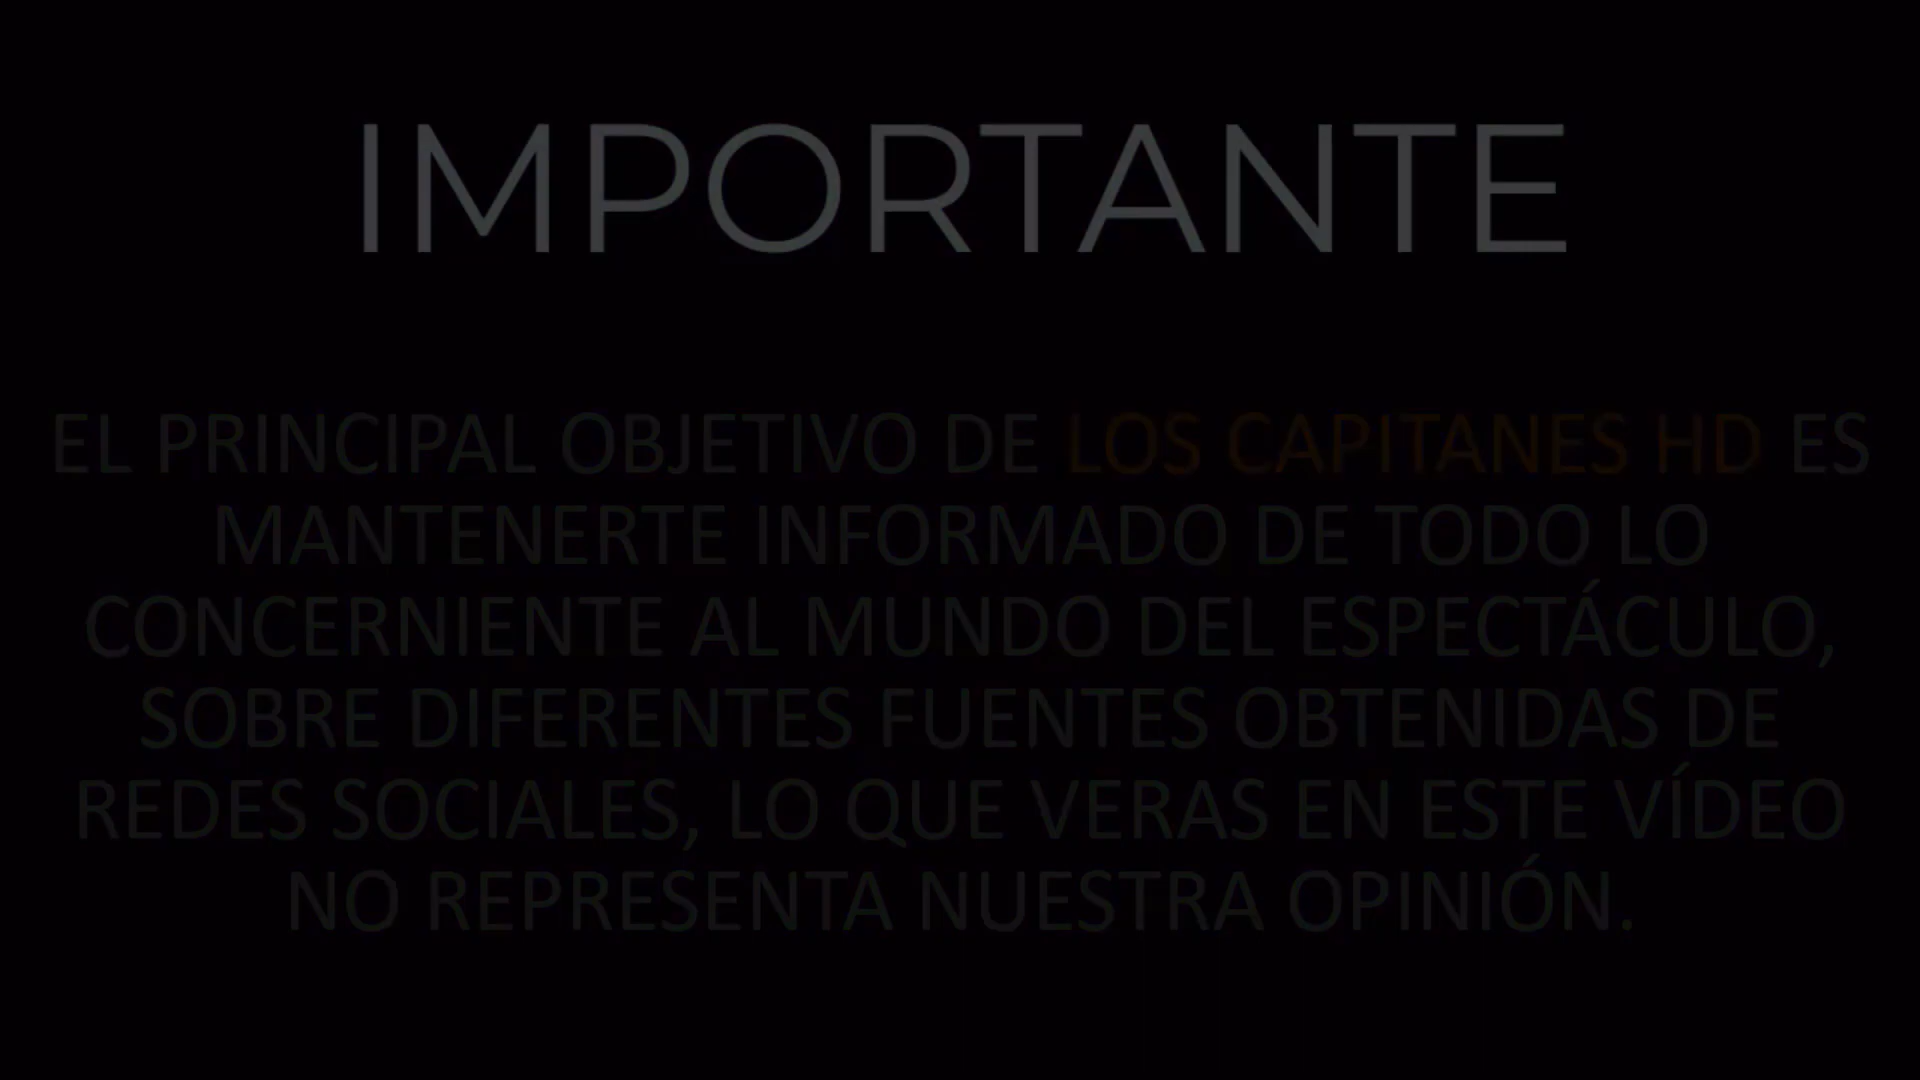 IMPORTANTE
EL PRINCIPAL OBJETIVO DE LOS CAPITANES HD ES
MANTENERTE INFORMADO DE TODO LO
CONCERNIENTE AL MUNDO DEL ESPECTÁCULO,
SOBRE DIFERENTES FUENTES OBTENIDAS DE
REDES SOCIALES, LO QUE VERAS EN ESTE VÍDEO
NO REPRESENTA NUESTRA OPINIÓN.